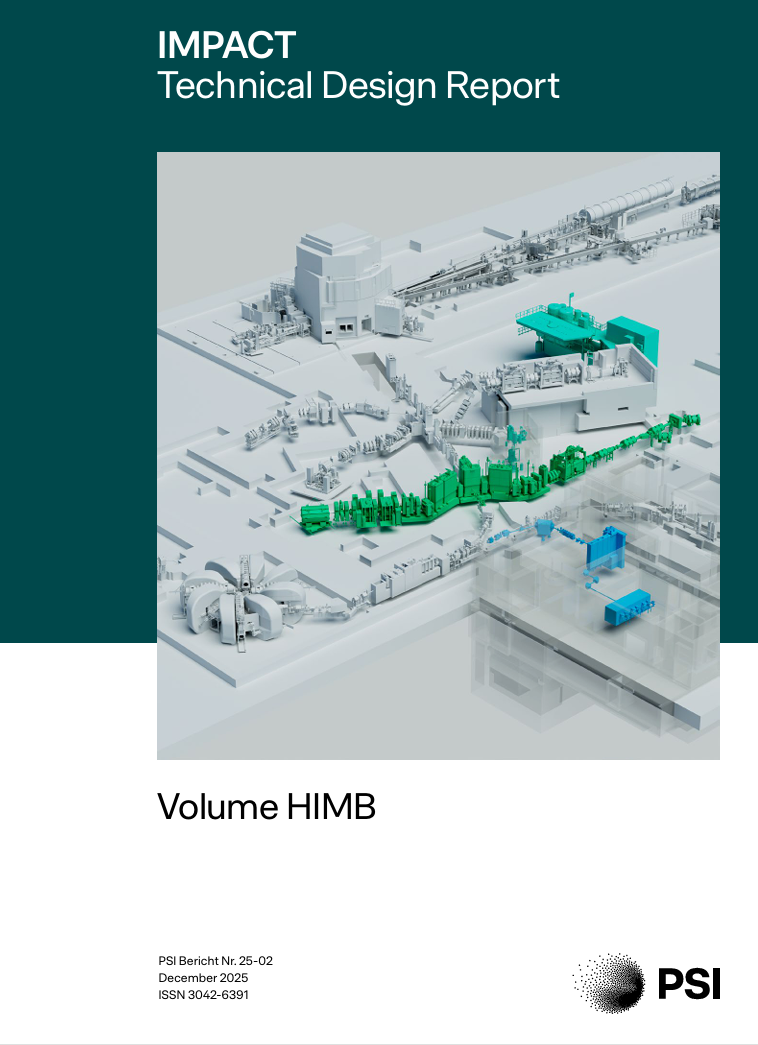 IMPACT
Technical Design Report
Volume HIMB
PSI Bericht Nr. 25-02
December 2025
ISSN 3042-6391
PSI